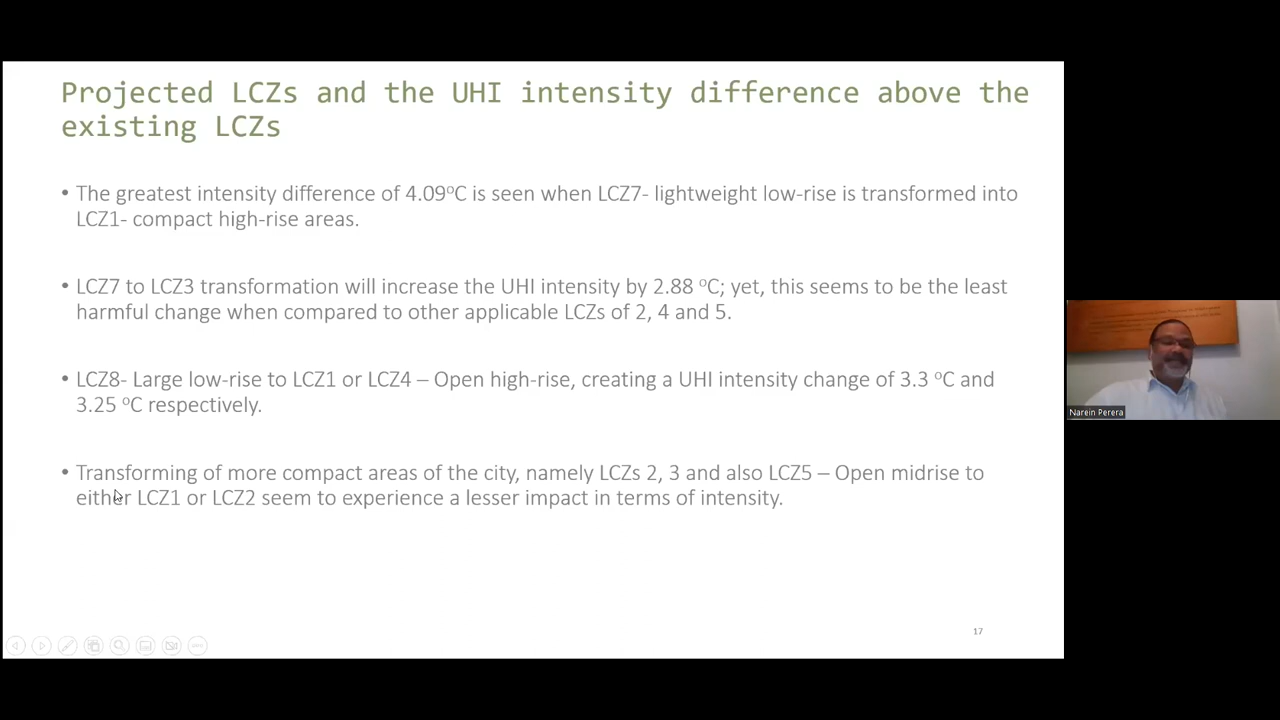 Projected LCZs and the UHI intensity difference above the
existing LCZs
• The greatest intensity difference of 4.09°C is seen when LCZ7- lightweight low-rise is transformed into
LCZ1- compact high-rise areas.
• LCZ7 to LCZ3 transformation will increase the UHI intensity by 2.88 °C; yet, this seems to be the least
harmful change when compared to other applicable LCZs of 2, 4 and 5.
• LCZ8- Large low-rise to LCZ1 or LCZ4 – Open high-rise, creating a UHI intensity change of 3.3 °C and
3.25 °C respectively.
• Transforming of more compact areas of the city, namely LCZs 2, 3 and also LCZ5 – Open midrise to
either LCZ1 or LCZ2 seem to experience a lesser impact in terms of intensity.
17
Narein Perera